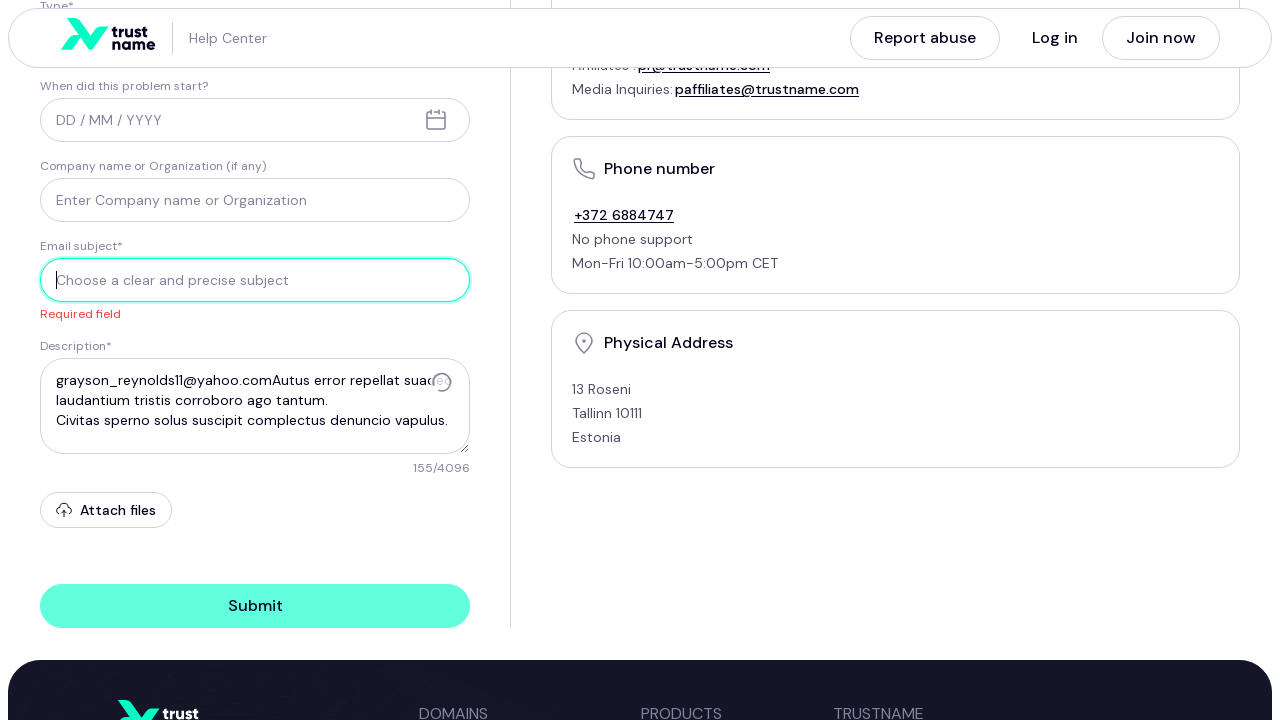 Type*
trust
name
Help Center
Report abuse
Log in
Join now
When did this problem start?
DD / MM / YYYY
Company name or Organization (if any)
Enter Company name or Organization
Email subject*
Choose a clear and precise subject
Required field
Description*
grayson_reynolds11@yahoo.comAutus error repellat
laudantium tristis corroboro ago tantum.
Civitas sperno solus suscipit complectus denuncio vapulus.
155/4096
Attach files
Submit
Affiliates : pr@trustname.com
Media Inquiries: paffiliates@trustname.com
Phone number
+372 6884747
No phone support
Mon-Fri 10:00am-5:00pm CET
Physical Address
13 Roseni
Tallinn 10111
Estonia
trust
DOMAINS
PRODUCTS
TRUSTNAME